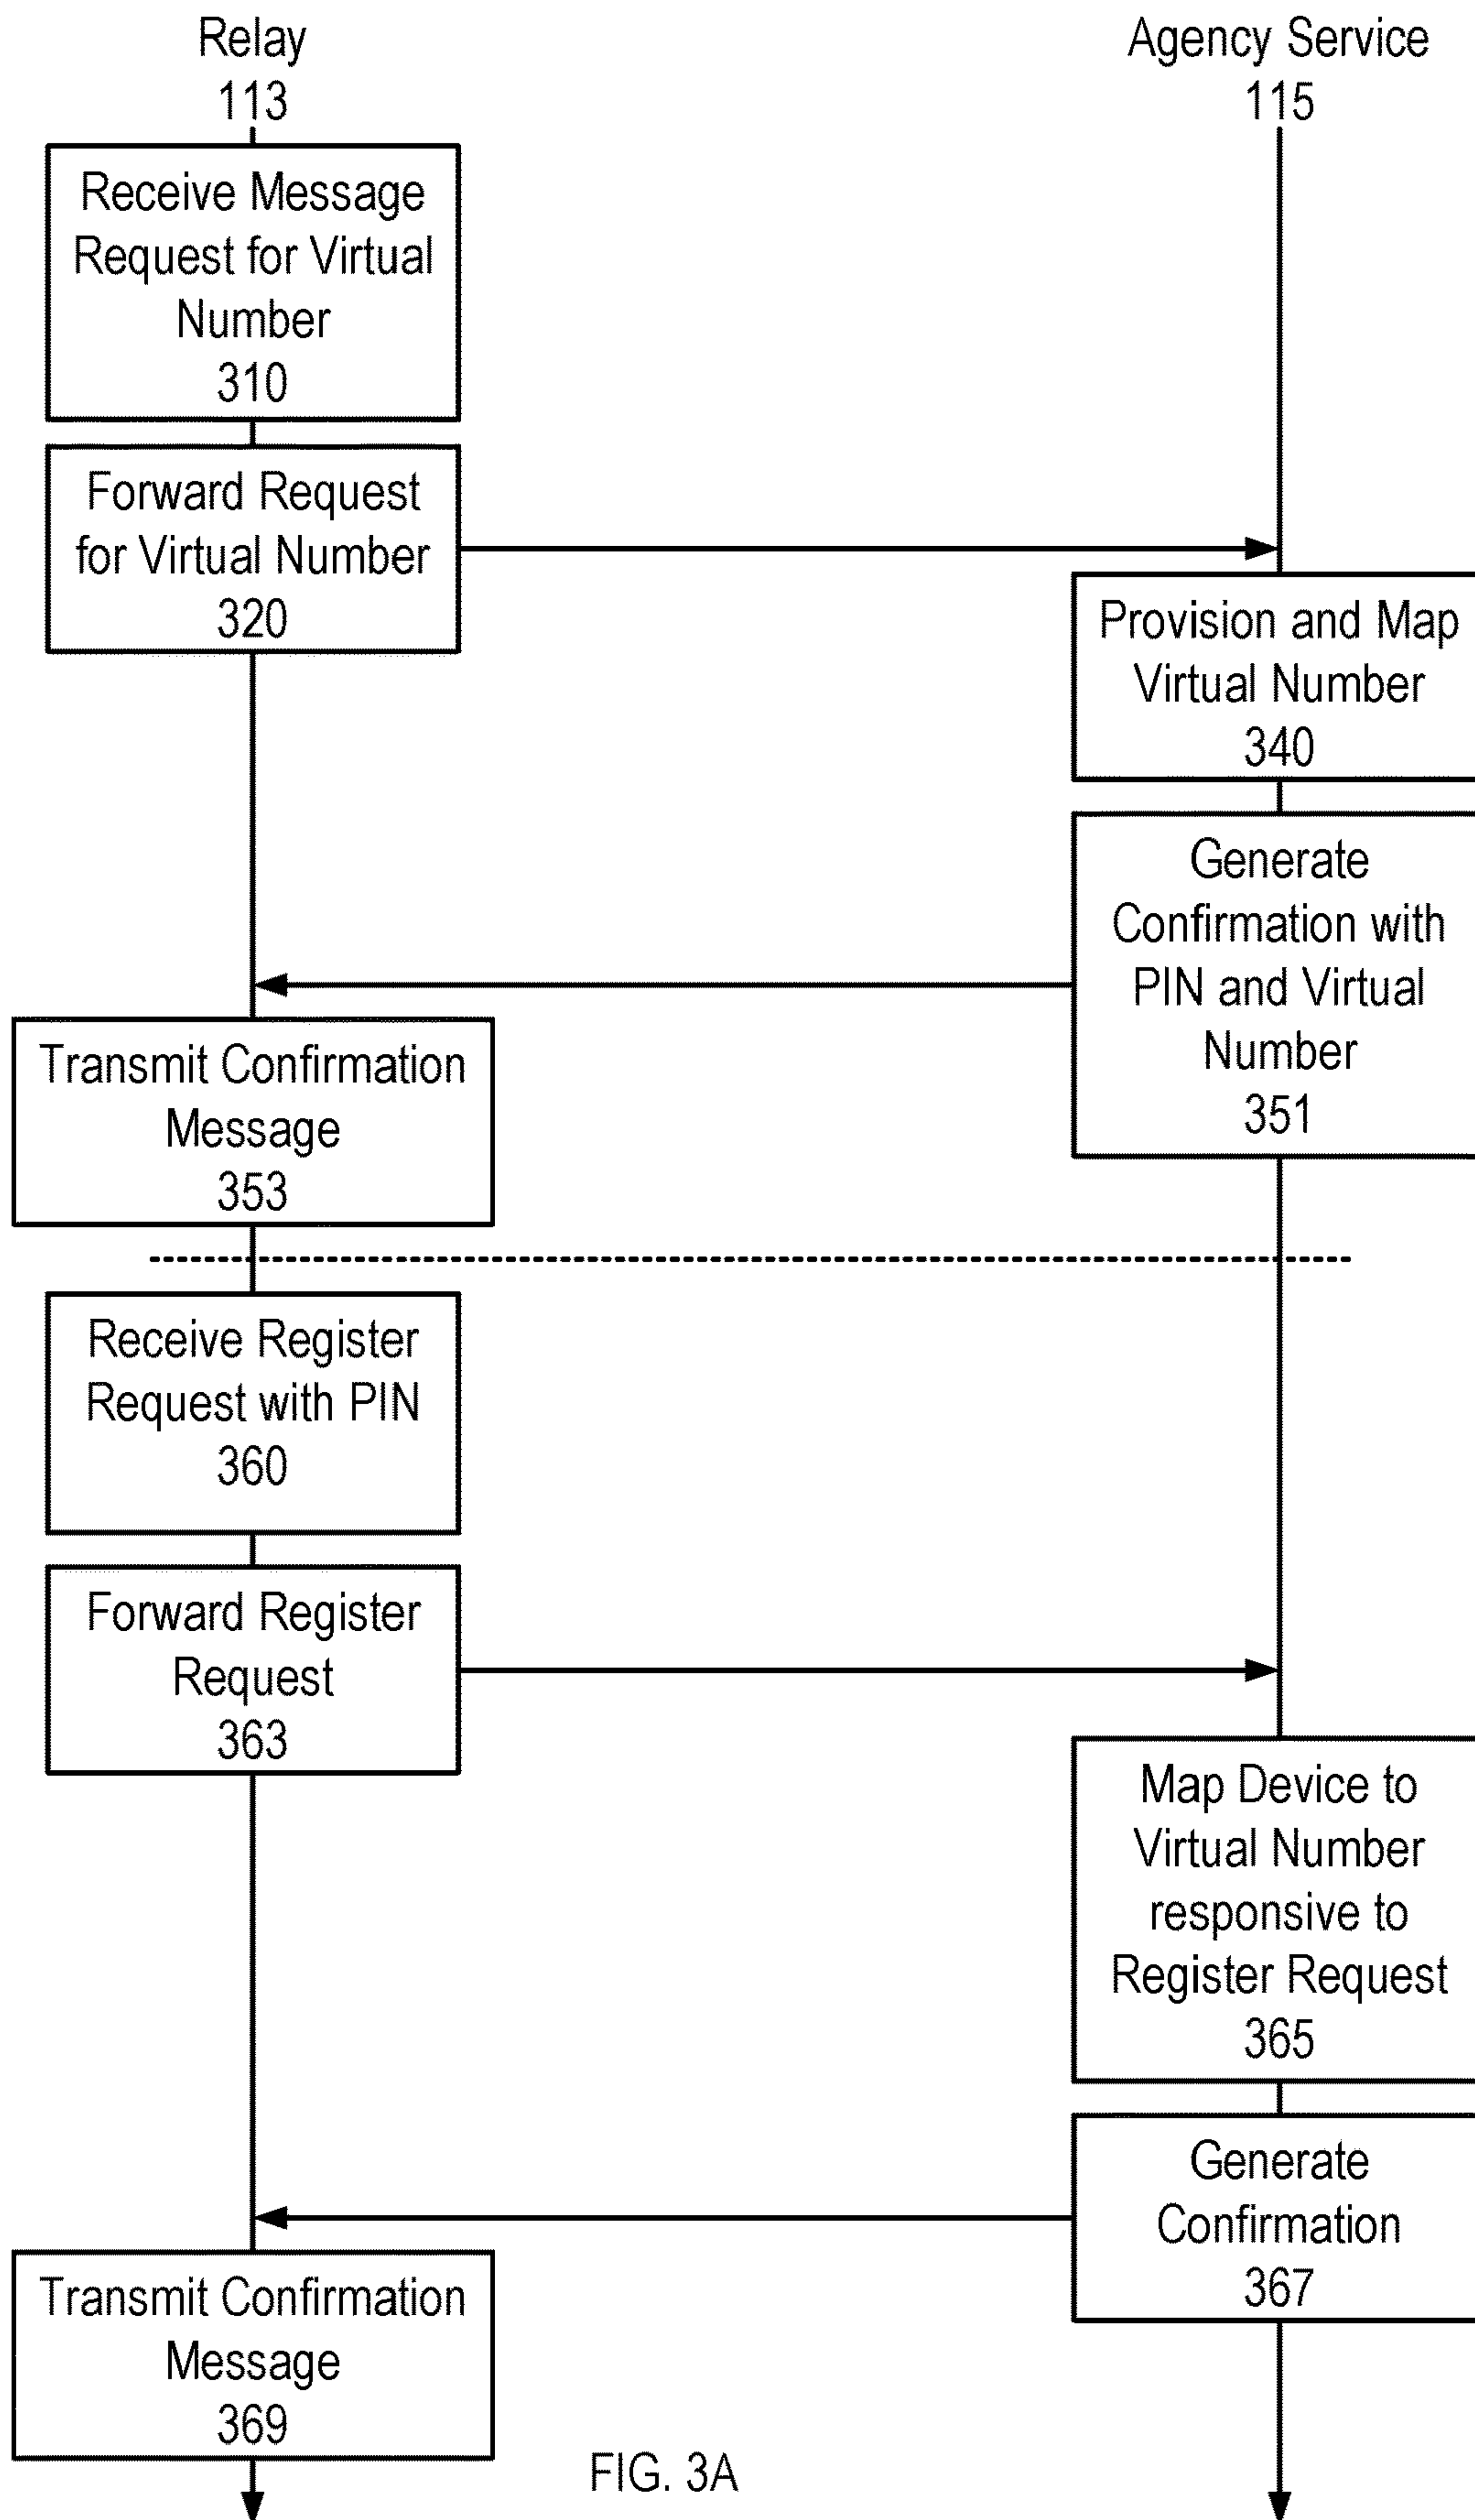 Relay
113
Agency Service
115
Receive Message
Request for Virtual
Number
310
Forward Request
for Virtual Number
320
Provision and Map
Virtual Number
340
Generate
Confirmation with
PIN and Virtual
Number
351
Transmit Confirmation
Message
353
Receive Register
Request with PIN
360
Forward Register
Request
363
Map Device to
Virtual Number
responsive to
Register Request
365
Generate
Confirmation
367
Transmit Confirmation
Message
369
FIG. 3A